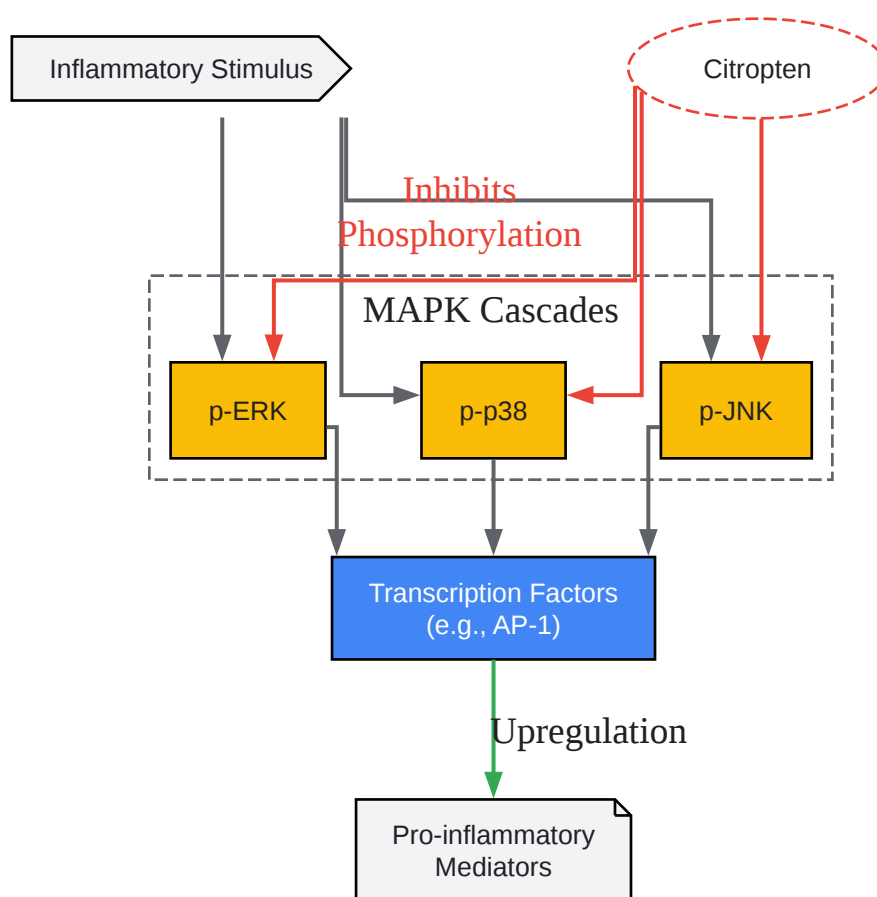 Inflammatory Stimulus
Citropten
Inhibits
Phosphorylation
MAPK Cascades
p-ERK
p-p38
p-JNK
Transcription Factors
(e.g., AP-1)
Upregulation
Pro-inflammatory
Mediators